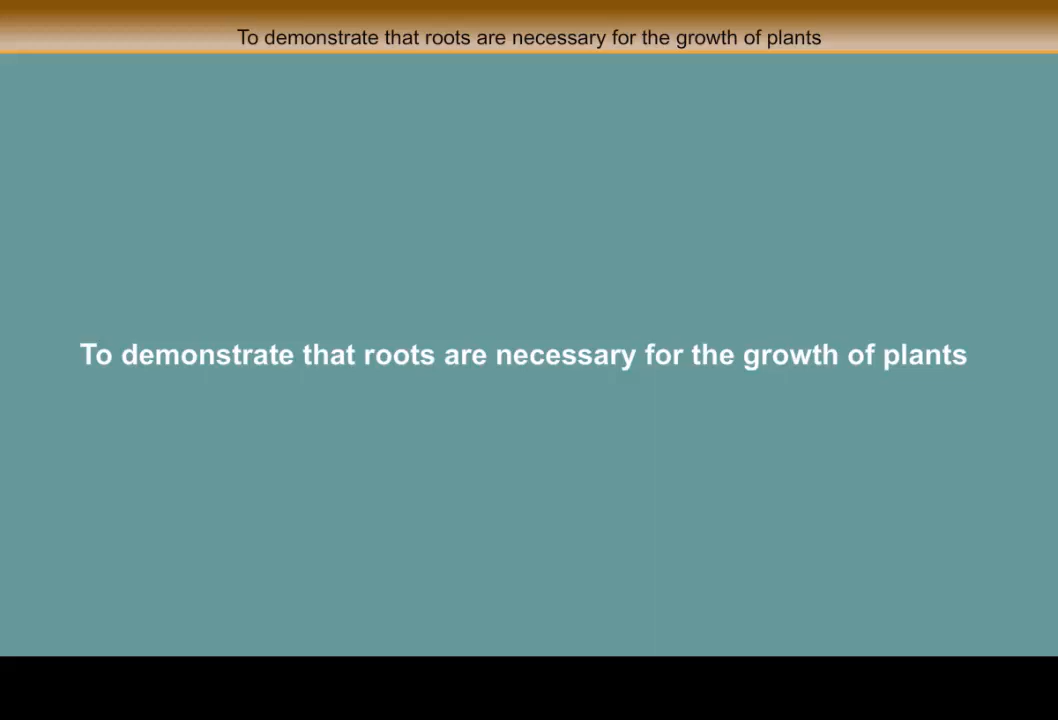 To demonstrate that roots are necessary for the growth of plants
To demonstrate that roots are necessary for the growth of plants